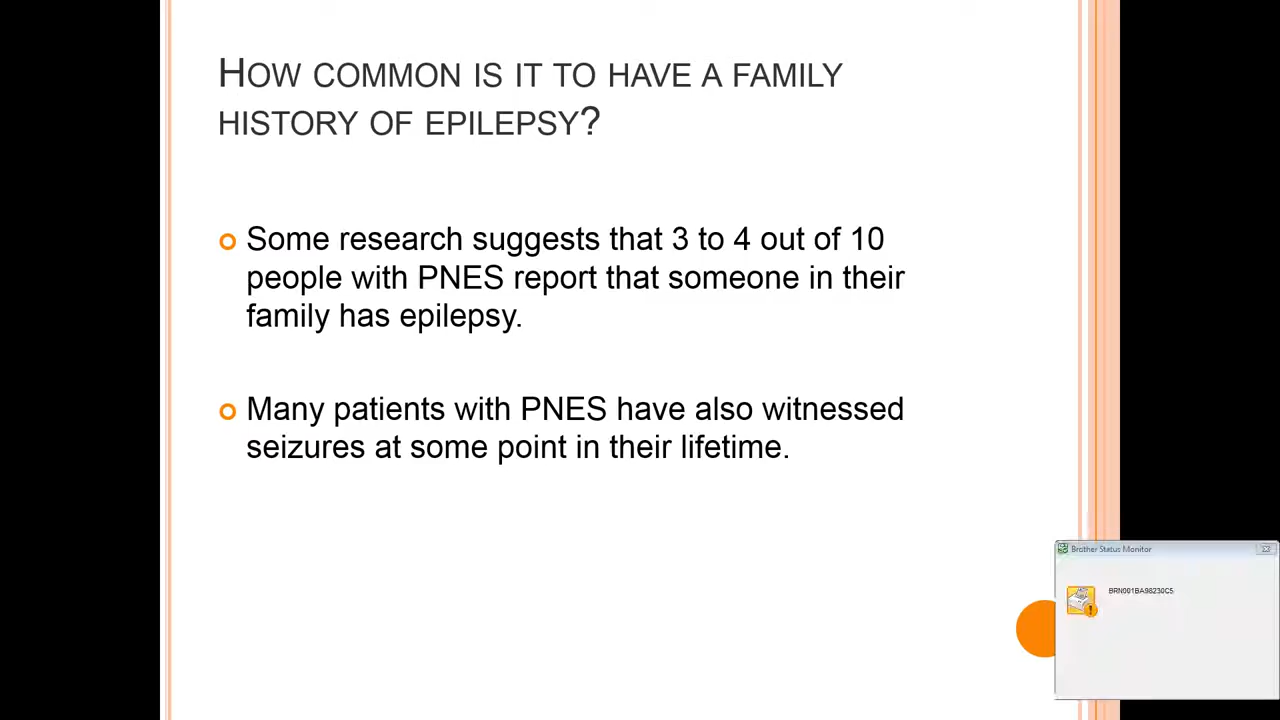 HOW COMMON IS IT TO HAVE A FAMILY
HISTORY OF EPILEPSY?
Some research suggests that 3 to 4 out of 10
people with PNES report that someone in their
family has epilepsy.
Many patients with PNES have also witnessed
seizures at some point in their lifetime.
Brother Status Monitor
BRN001BA98230C5